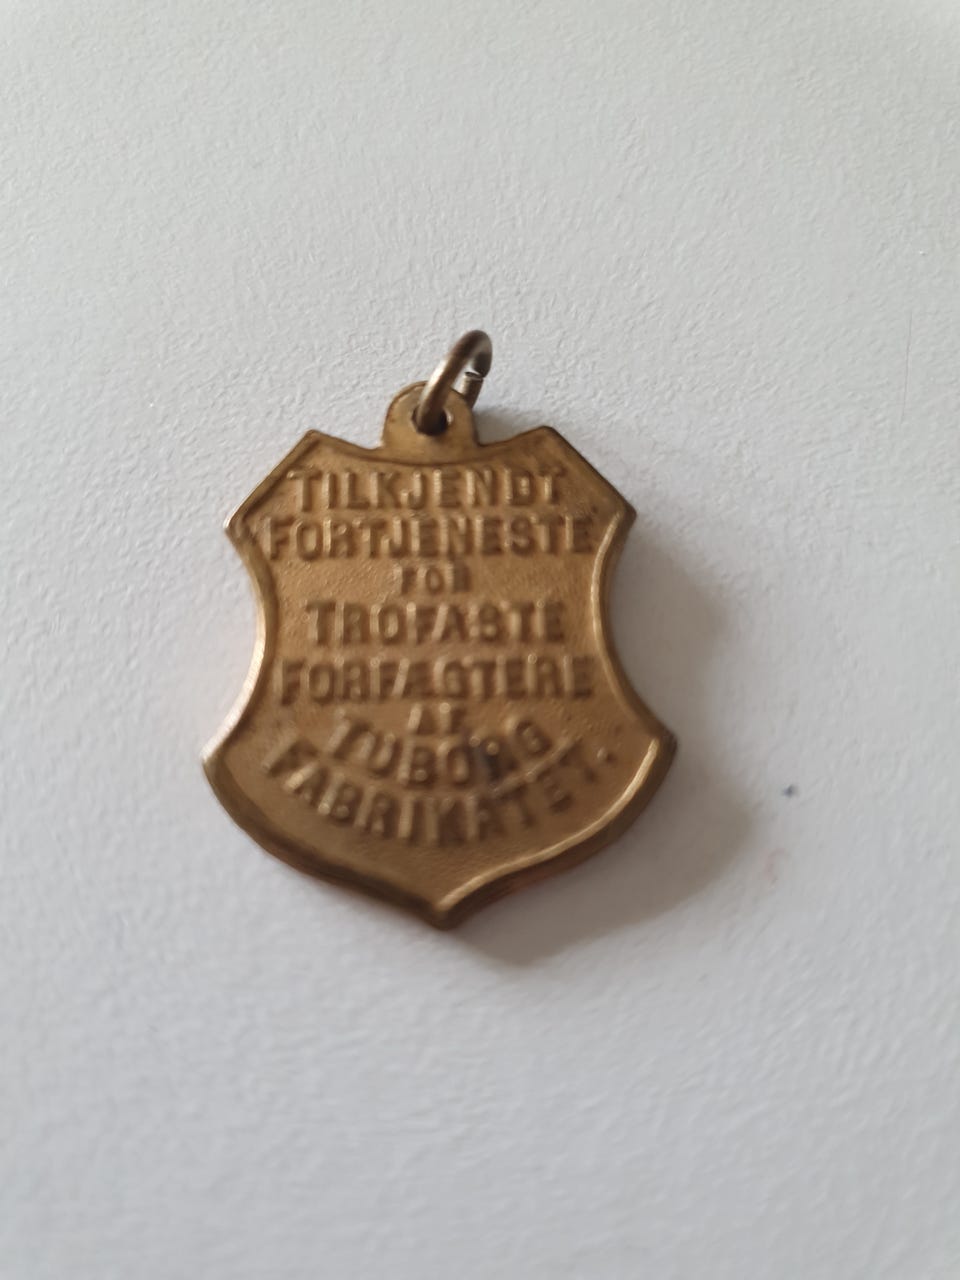 TILKJENDT
FORTJENESTE
FOR
TROFASTE
FORFÆGTERE
AF
TUBORG
FABRIKATET.